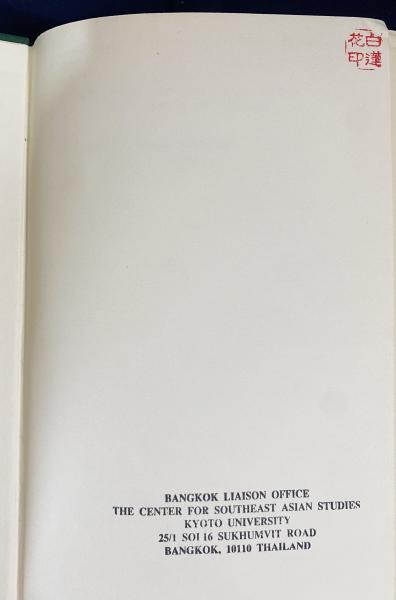 白蓮
花印
BANGKOK LIAISON OFFICE
THE CENTER FOR SOUTHEAST ASIAN STUDIES
KYOTO UNIVERSITY
25/1 SOI 16 SUKHUMVIT ROAD
BANGKOK, 10110 THAILAND